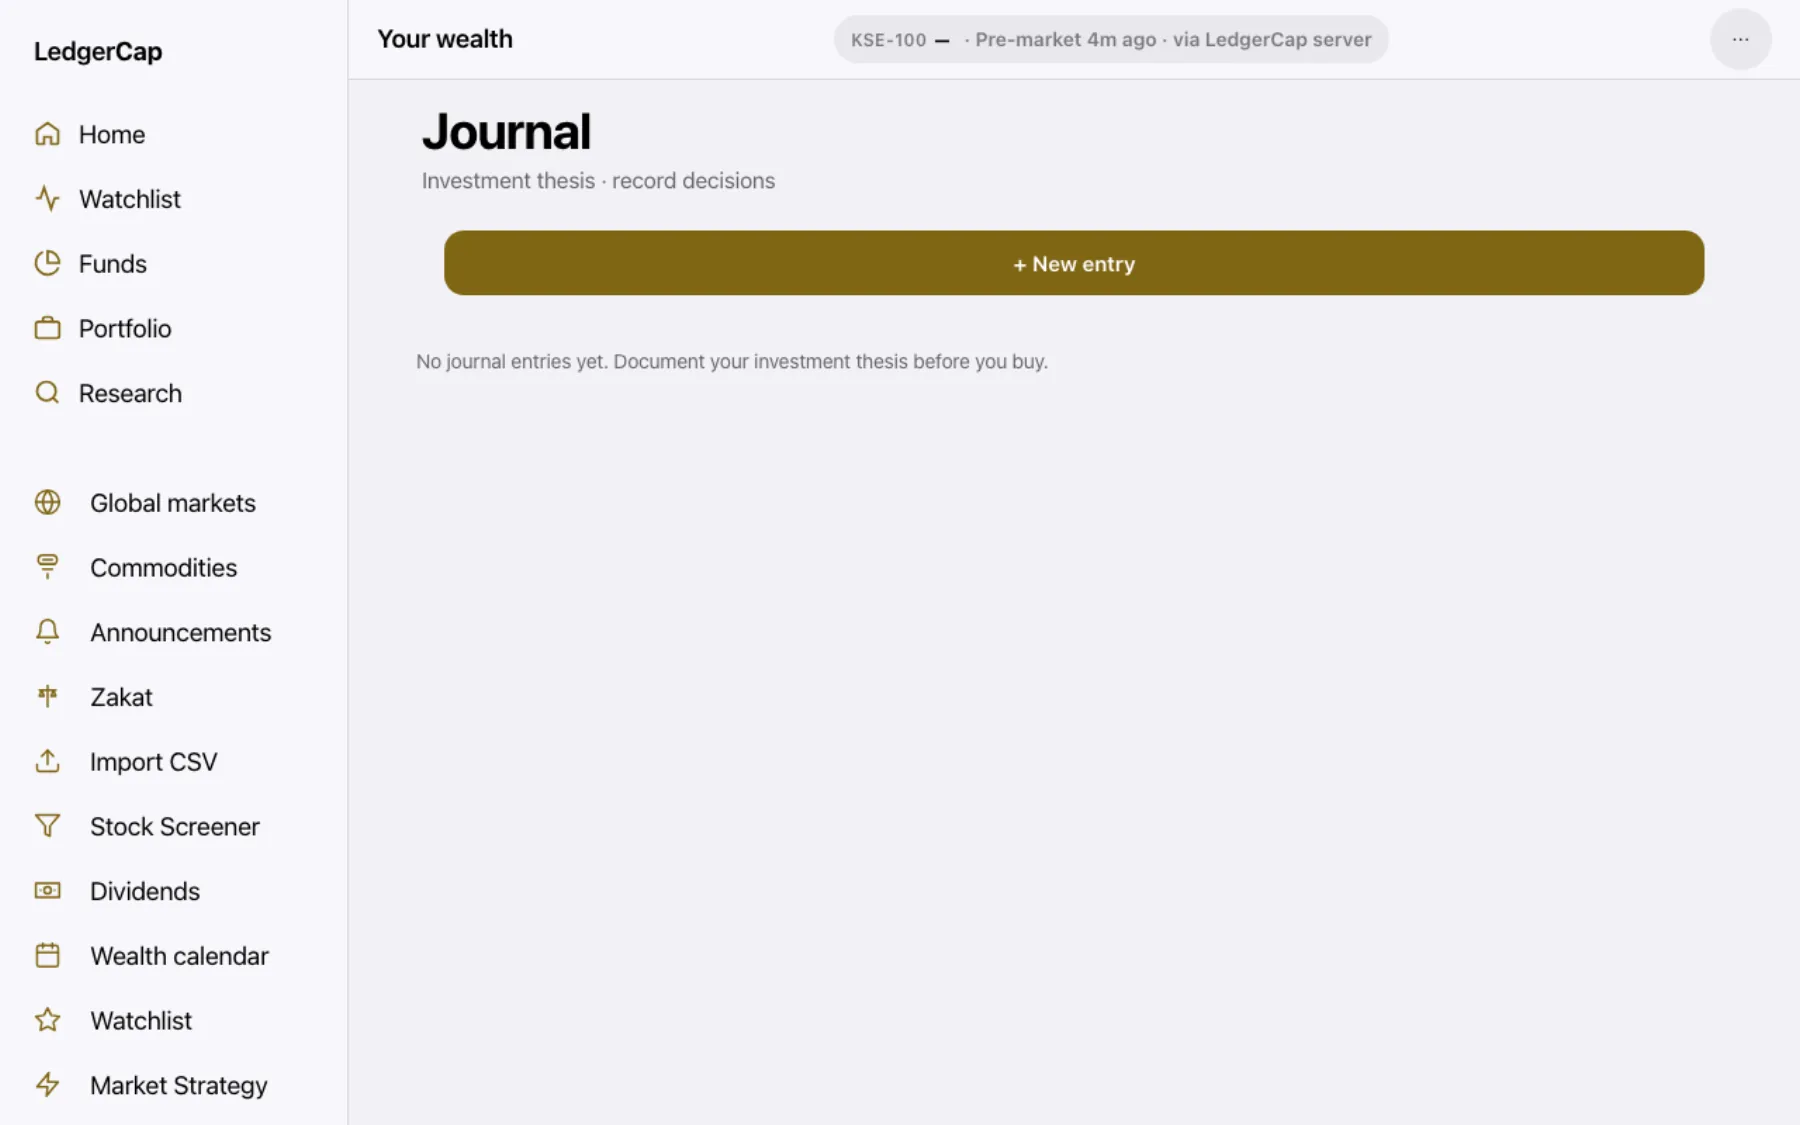 LedgerCap
Home
Watchlist
Funds
Portfolio
Research
Global markets
Commodities
Announcements
Zakat
Import CSV
Stock Screener
Dividends
Wealth calendar
Watchlist
Market Strategy
Your wealth
KSE-100 — · Pre-market 4m ago · via LedgerCap server
...
Journal
Investment thesis · record decisions
+ New entry
No journal entries yet. Document your investment thesis before you buy.